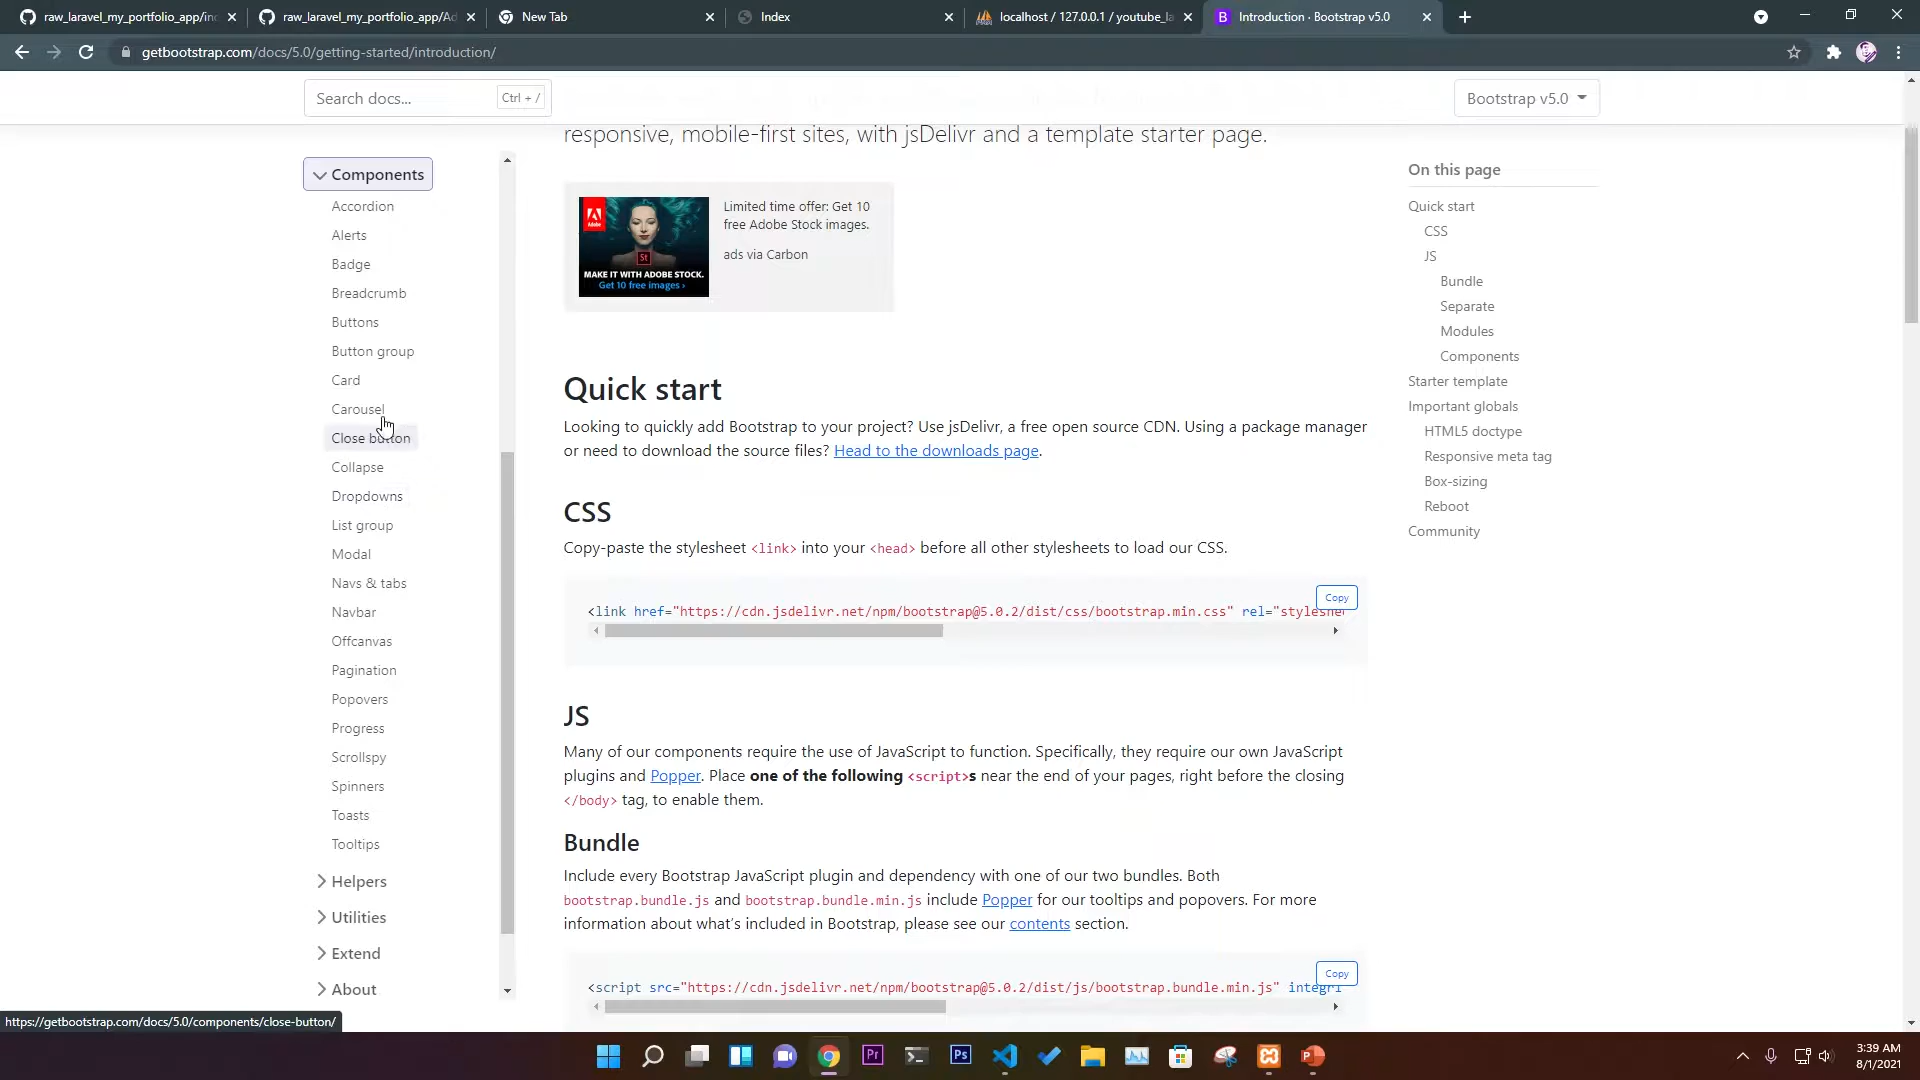 raw_laravel_my_portfolio_app/ind
raw_laravel_my_portfolio_app/Ad
New Tab
Index
localhost / 127.0.0.1 / youtube_la
Introduction · Bootstrap v5.0
getbootstrap.com/docs/5.0/getting-started/introduction/
Search docs...
Ctrl + /
Bootstrap v5.0
responsive, mobile-first sites, with jsDelivr and a template starter page.
Components
Accordion
Alerts
Badge
Breadcrumb
Buttons
Button group
Card
Carousel
Close button
Collapse
Dropdowns
List group
Modal
Navs & tabs
Navbar
Offcanvas
Pagination
Popovers
Progress
Scrollspy
Spinners
Toasts
Tooltips
Helpers
Utilities
Extend
About
Adobe
St
MAKE IT WITH ADOBE STOCK.
Get 10 free images ›
Limited time offer: Get 10
free Adobe Stock images.
ads via Carbon
Quick start
Looking to quickly add Bootstrap to your project? Use jsDelivr, a free open source CDN. Using a package manager
or need to download the source files? Head to the downloads page.
CSS
Copy-paste the stylesheet <link> into your <head> before all other stylesheets to load our CSS.
Copy
<link href="https://cdn.jsdelivr.net/npm/bootstrap@5.0.2/dist/css/bootstrap.min.css" rel="styleshe
JS
Many of our components require the use of JavaScript to function. Specifically, they require our own JavaScript
plugins and Popper. Place one of the following <script>s near the end of your pages, right before the closing
</body> tag, to enable them.
Bundle
Include every Bootstrap JavaScript plugin and dependency with one of our two bundles. Both
bootstrap.bundle.js and bootstrap.bundle.min.js include Popper for our tooltips and popovers. For more
information about what's included in Bootstrap, please see our contents section.
Copy
<script src="https://cdn.jsdelivr.net/npm/bootstrap@5.0.2/dist/js/bootstrap.bundle.min.js" integri
On this page
Quick start
CSS
JS
Bundle
Separate
Modules
Components
Starter template
Important globals
HTML5 doctype
Responsive meta tag
Box-sizing
Reboot
Community
https://getbootstrap.com/docs/5.0/components/close-button/
Pr
Ps
3:39 AM
8/1/2021